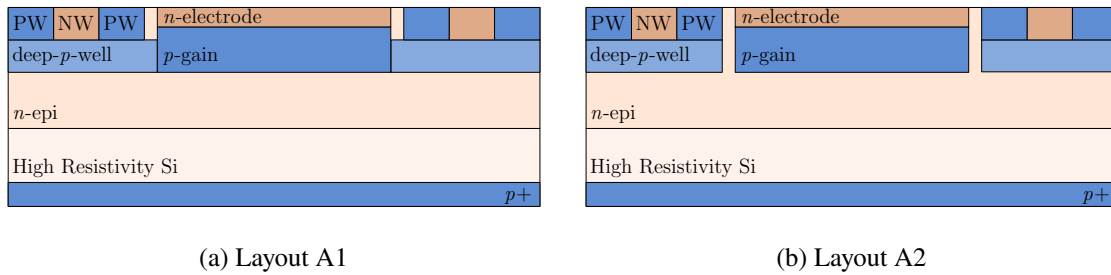 PW NW PW n-electrode
deep-p-well p-gain
n-epi
High Resistivity Si
p+
(a) Layout A1
PW NW PW n-electrode
deep-p-well p-gain
n-epi
High Resistivity Si
p+
(b) Layout A2